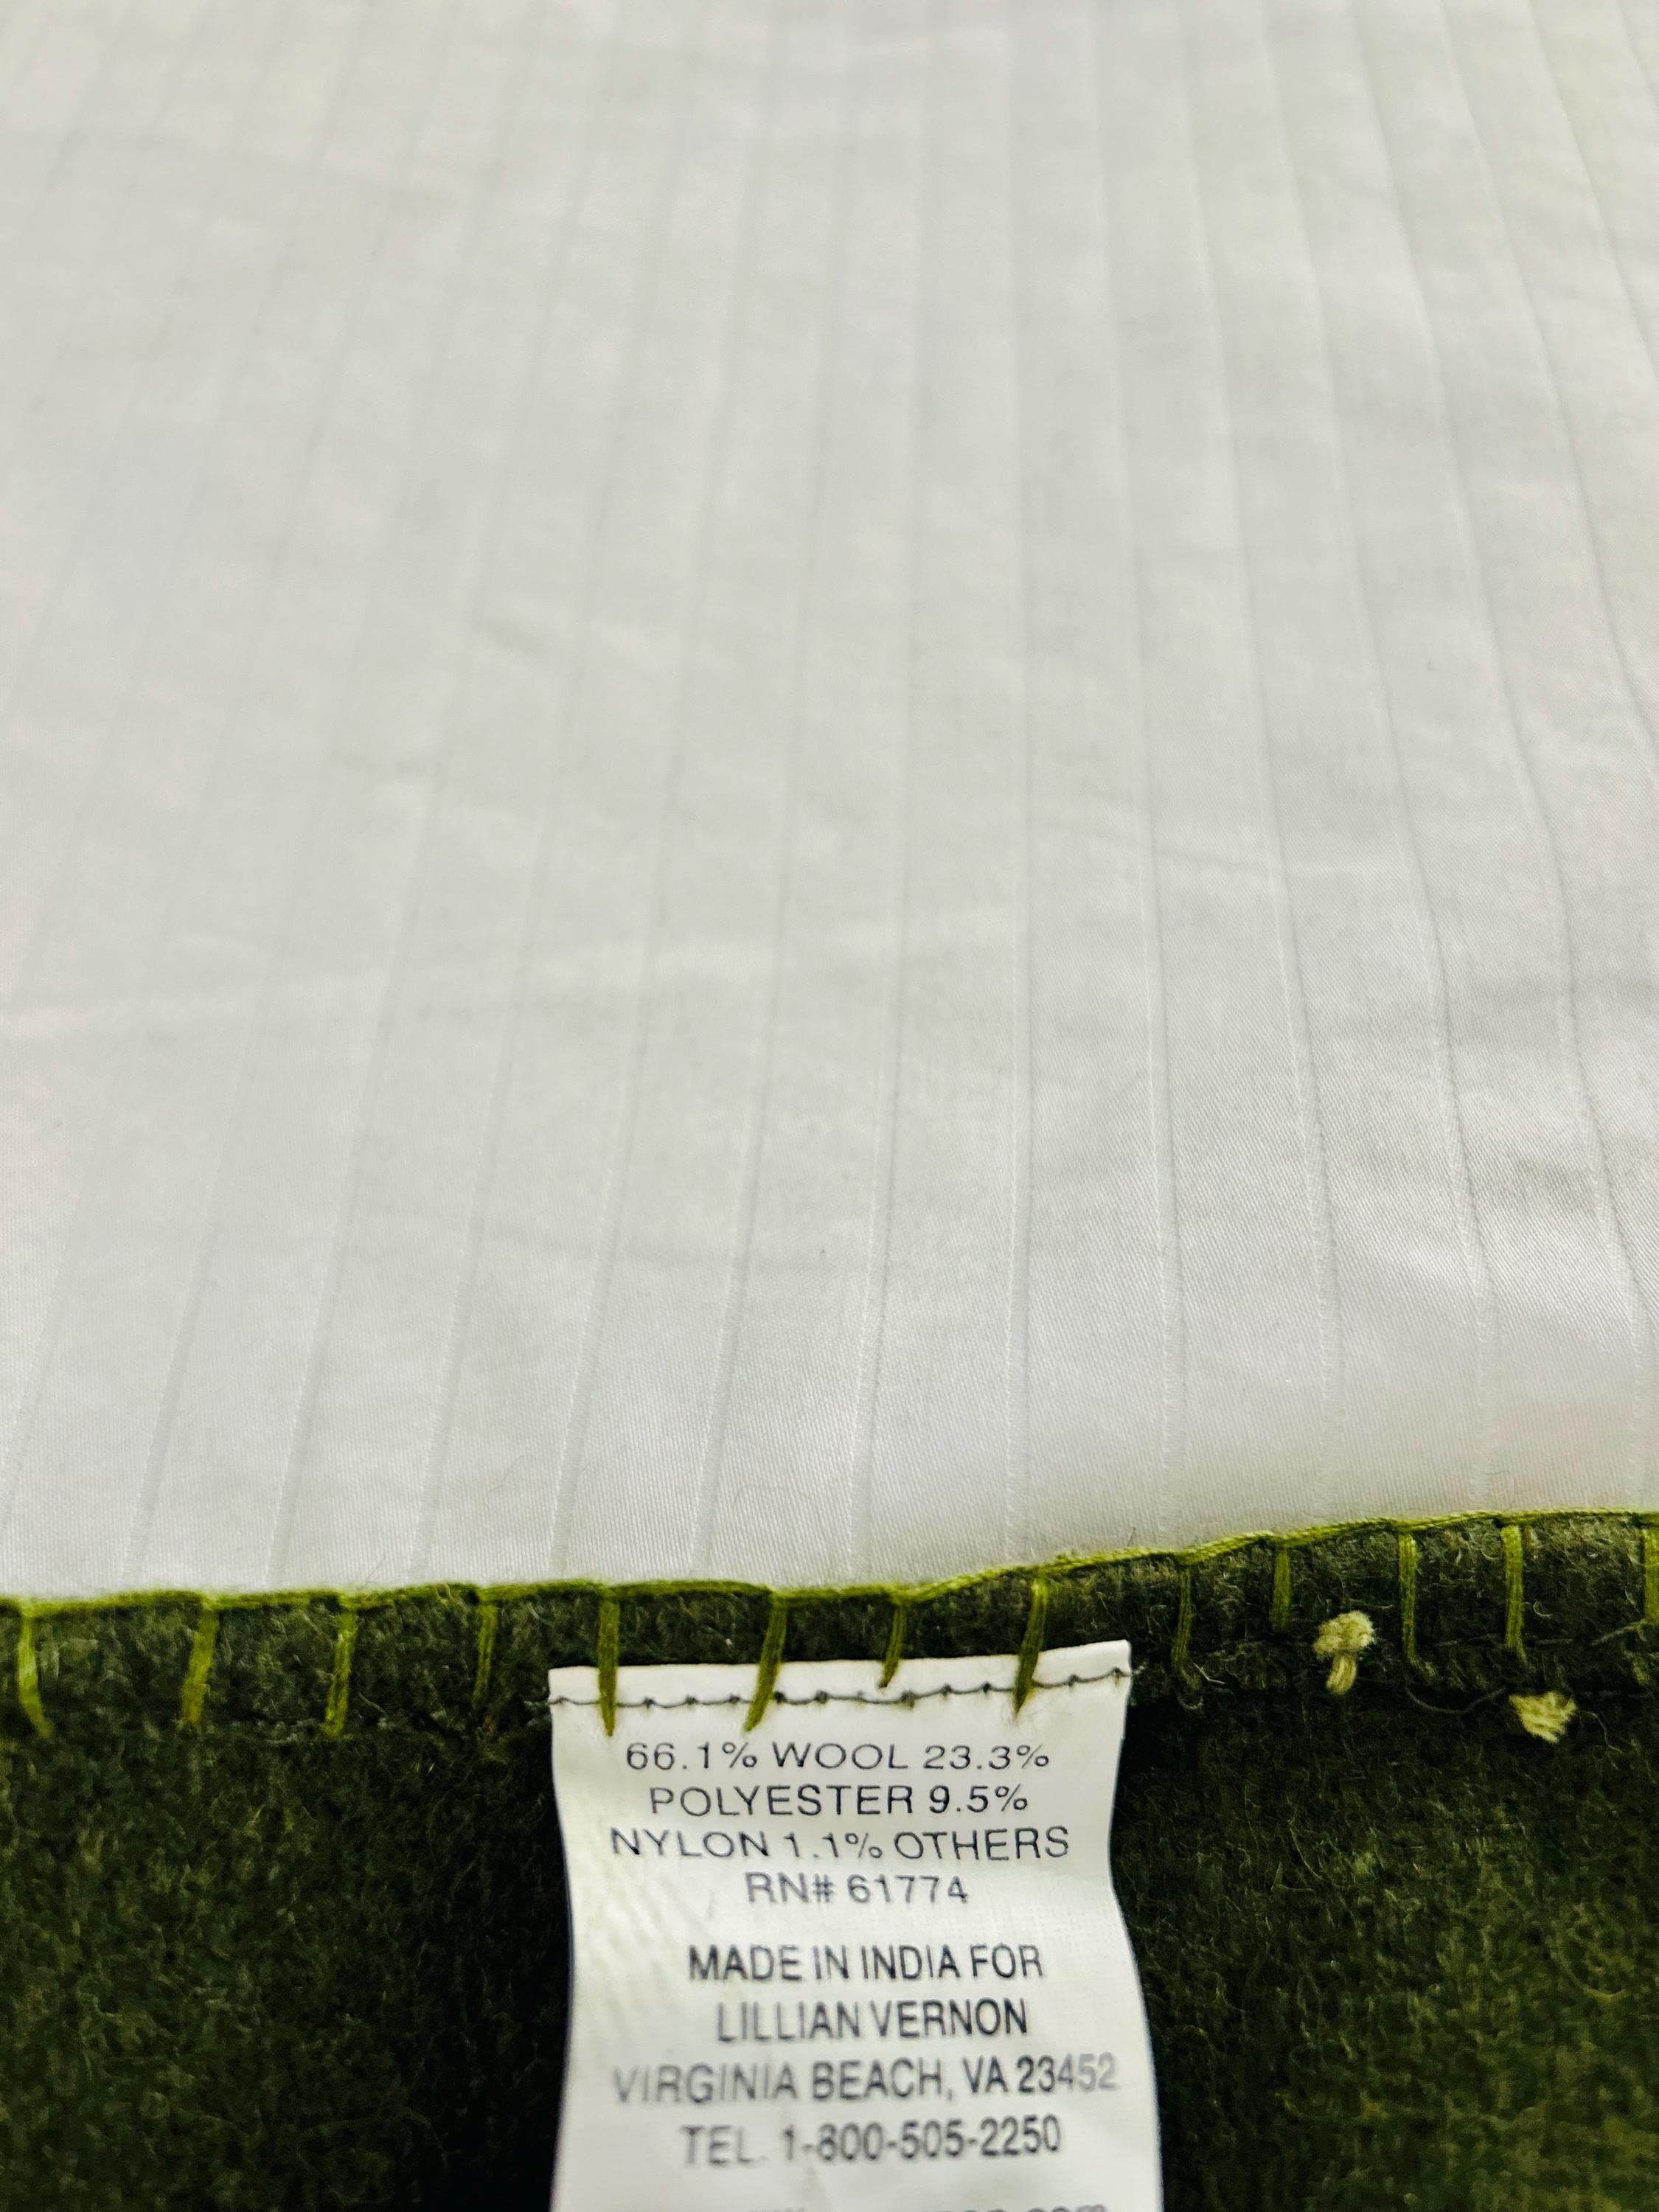 66.1% WOOL 23.3%
POLYESTER 9.5%
NYLON 1.1% OTHERS
RN# 61774
MADE IN INDIA FOR
LILLIAN VERNON
VIRGINIA BEACH, VA 23452
TEL. 1-800-505-2250